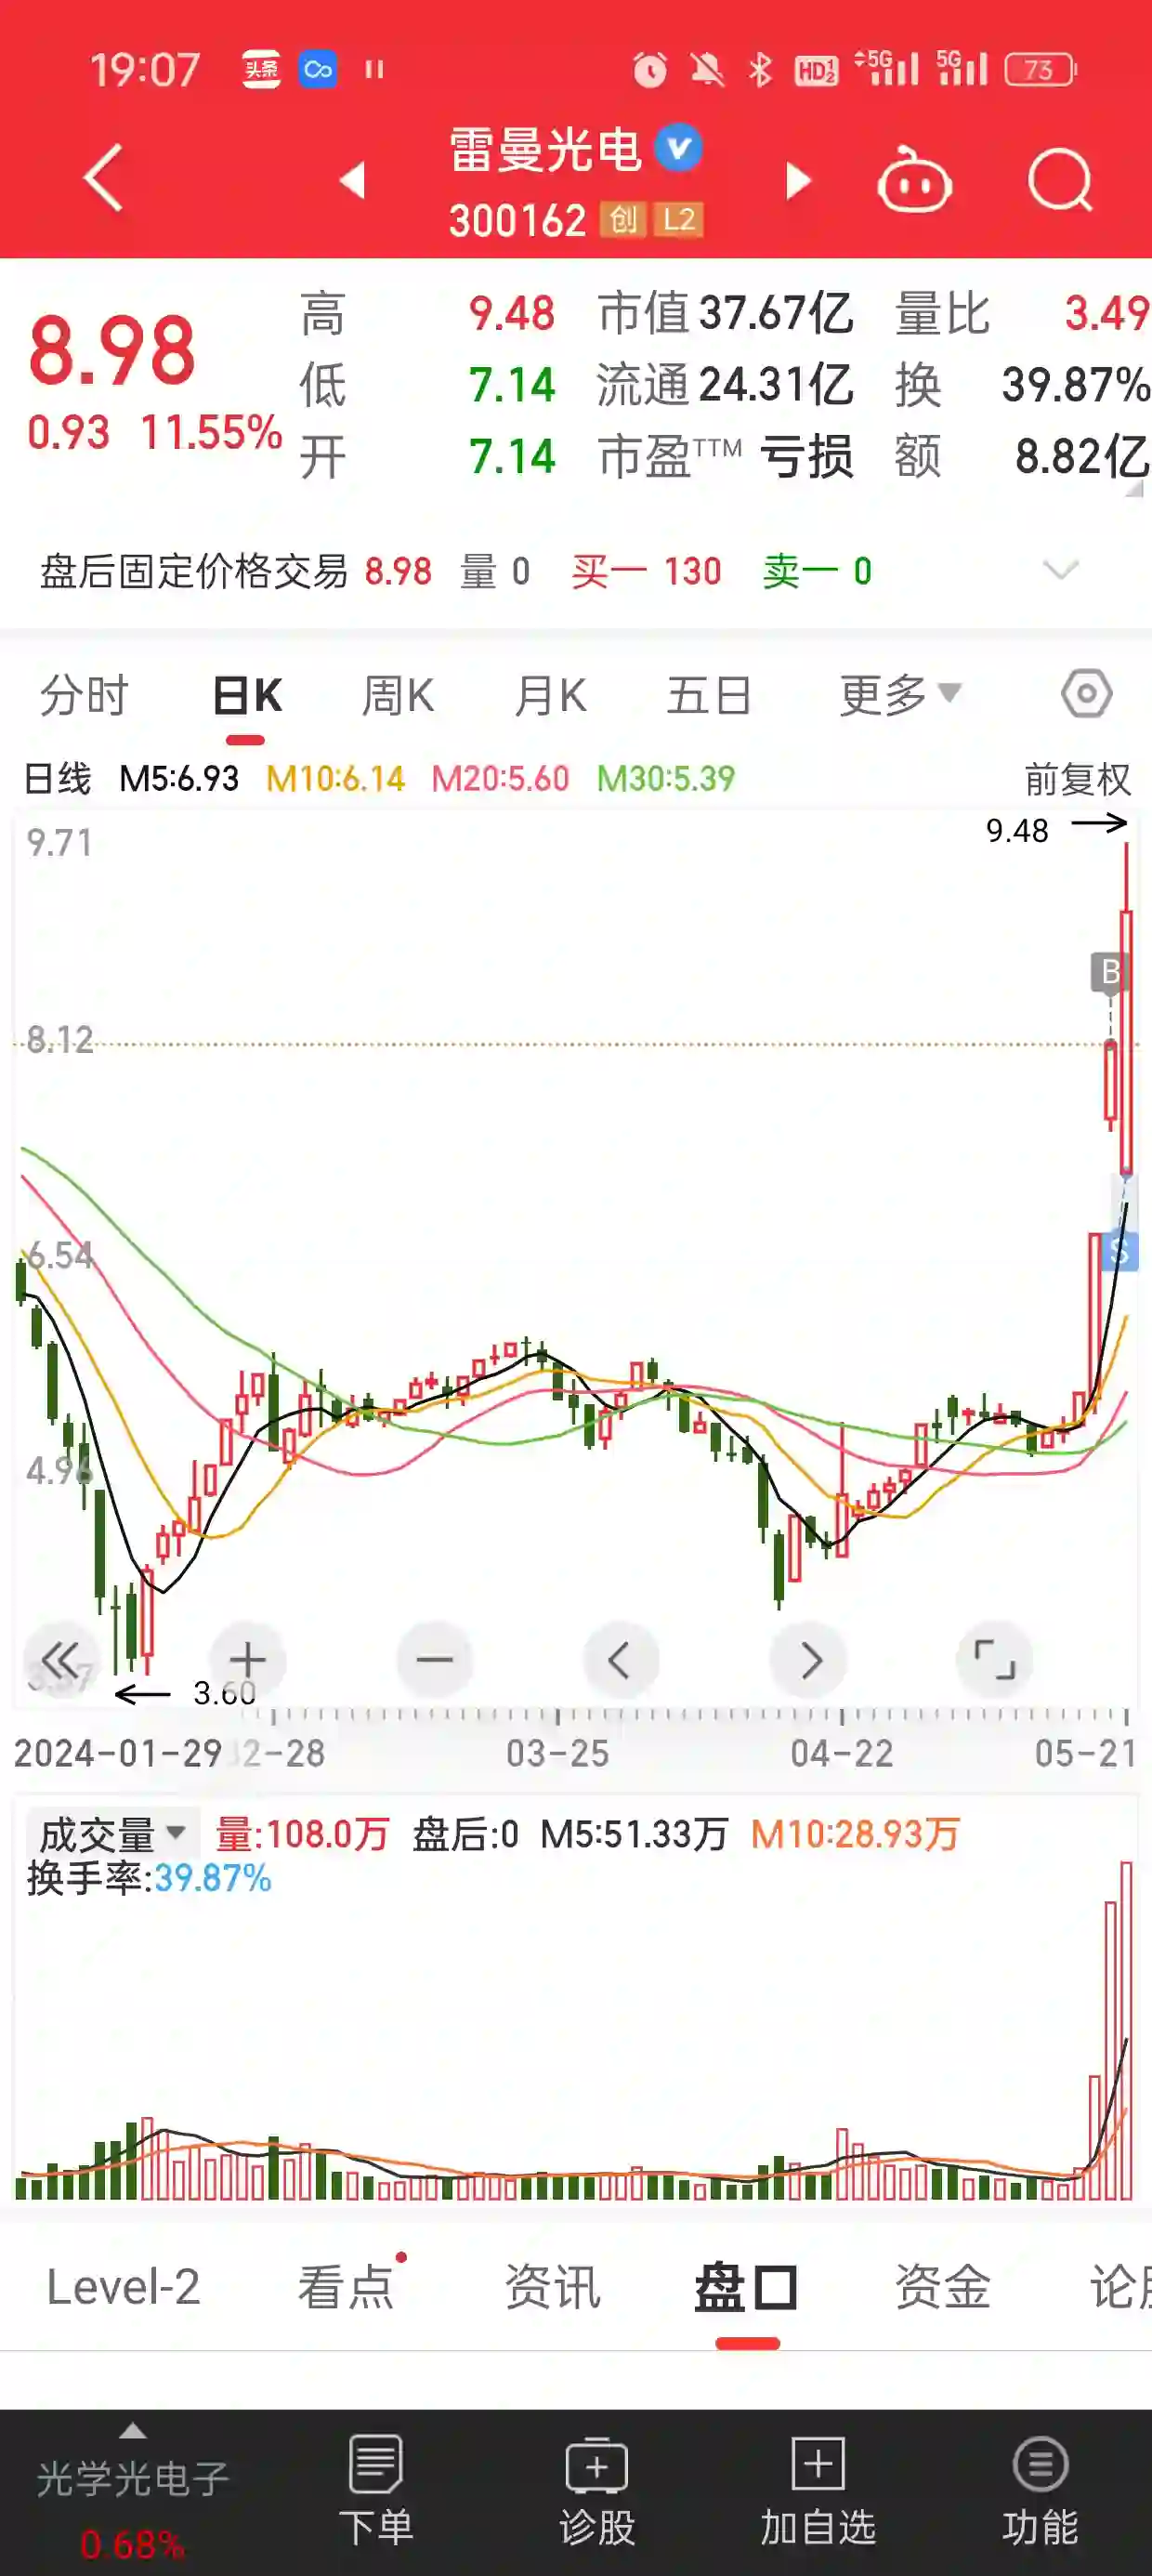 19:07 头条 HD 1 2 5G 5G 73
雷曼光电
300162 创 L2
8.98
0.93 11.55%
高 9.48 市值 37.67亿 量比 3.49
低 7.14 流通 24.31亿 换 39.87%
开 7.14 市盈TTM 亏损 额 8.82亿
盘后固定价格交易 8.98 量 0 买一 130 卖一 0
分时 日K 周K 月K 五日 更多
日线 M5:6.93 M10:6.14 M20:5.60 M30:5.39 前复权
9.71
9.48
B
8.12
S
6.54
4.96
3.60
2024-01-29 2-28 03-25 04-22 05-21
成交量 量:108.0万 盘后:0 M5:51.33万 M10:28.93万
换手率:39.87%
Level-2 看点 资讯 盘口 资金 论
光学光电子
0.68%
下单 诊股 加自选 功能